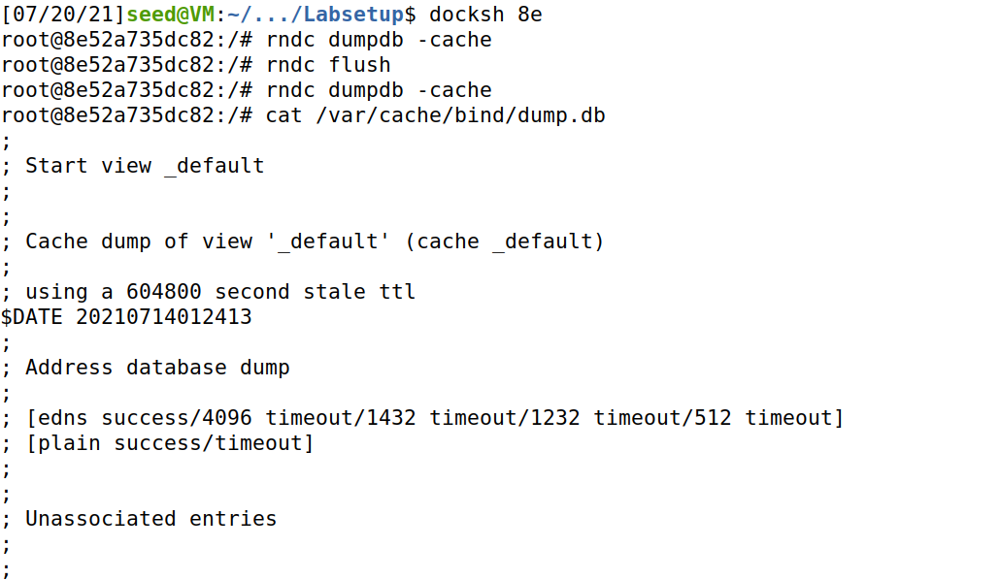 [07/20/21]seed@VM:~/.../Labsetup$ docksh 8e
root@8e52a735dc82:/# rndc dumpdb -cache
root@8e52a735dc82:/# rndc flush
root@8e52a735dc82:/# rndc dumpdb -cache
root@8e52a735dc82:/# cat /var/cache/bind/dump.db
;
; Start view _default
;
;
; Cache dump of view '_default' (cache _default)
;
; using a 604800 second stale ttl
$DATE 20210714012413
;
; Address database dump
;
; [edns success/4096 timeout/1432 timeout/1232 timeout/512 timeout]
; [plain success/timeout]
;
;
; Unassociated entries
;
;